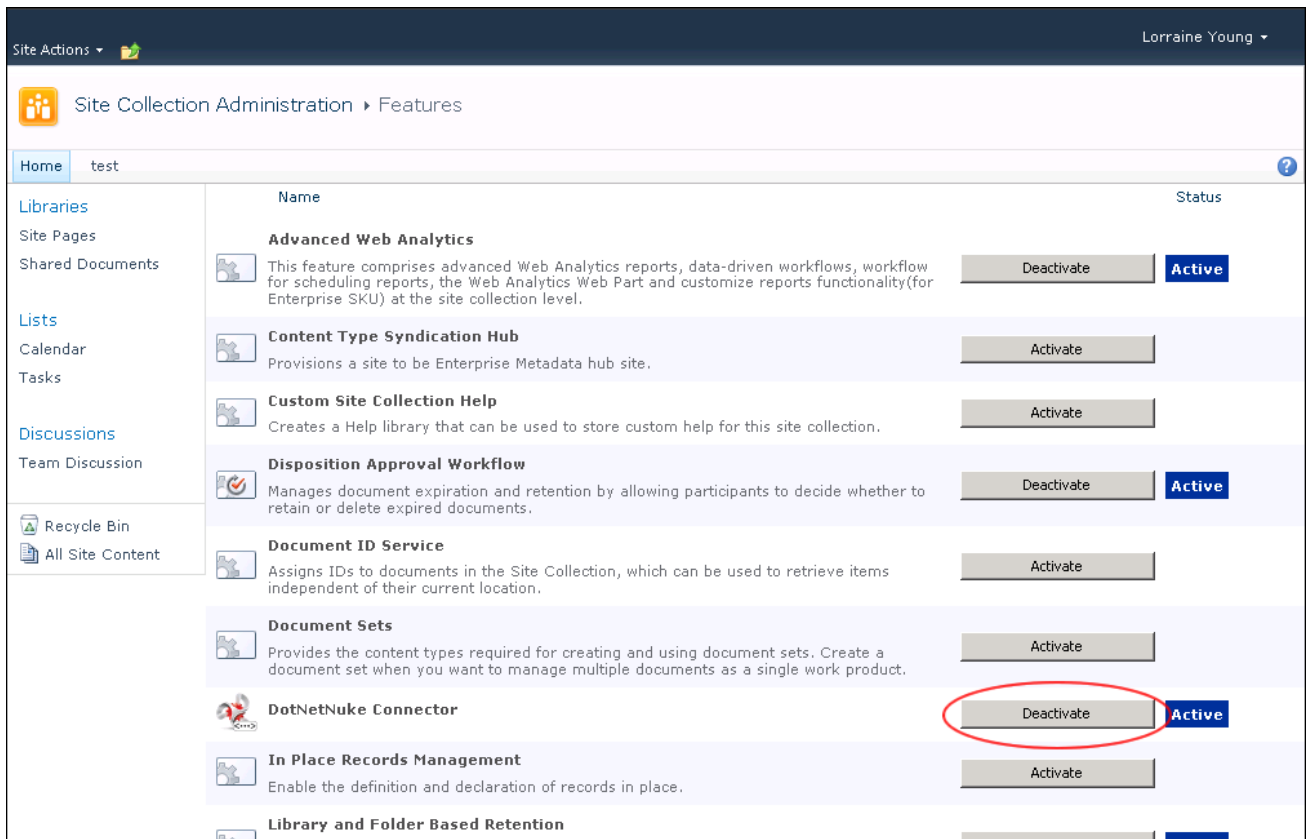 Lorraine Young
Site Actions
Site Collection Administration ▸ Features
Home test
Libraries
Site Pages
Shared Documents
Lists
Calendar
Tasks
Discussions
Team Discussion
Recycle Bin
All Site Content
Name Status
Advanced Web Analytics
This feature comprises advanced Web Analytics reports, data-driven workflows, workflow
for scheduling reports, the Web Analytics Web Part and customize reports functionality(for
Enterprise SKU) at the site collection level.
Deactivate Active
Content Type Syndication Hub
Provisions a site to be Enterprise Metadata hub site.
Activate
Custom Site Collection Help
Creates a Help library that can be used to store custom help for this site collection.
Activate
Disposition Approval Workflow
Manages document expiration and retention by allowing participants to decide whether to
retain or delete expired documents.
Deactivate Active
Document ID Service
Assigns IDs to documents in the Site Collection, which can be used to retrieve items
independent of their current location.
Activate
Document Sets
Provides the content types required for creating and using document sets. Create a
document set when you want to manage multiple documents as a single work product.
Activate
DotNetNuke Connector
Deactivate Active
In Place Records Management
Enable the definition and declaration of records in place.
Activate
Library and Folder Based Retention